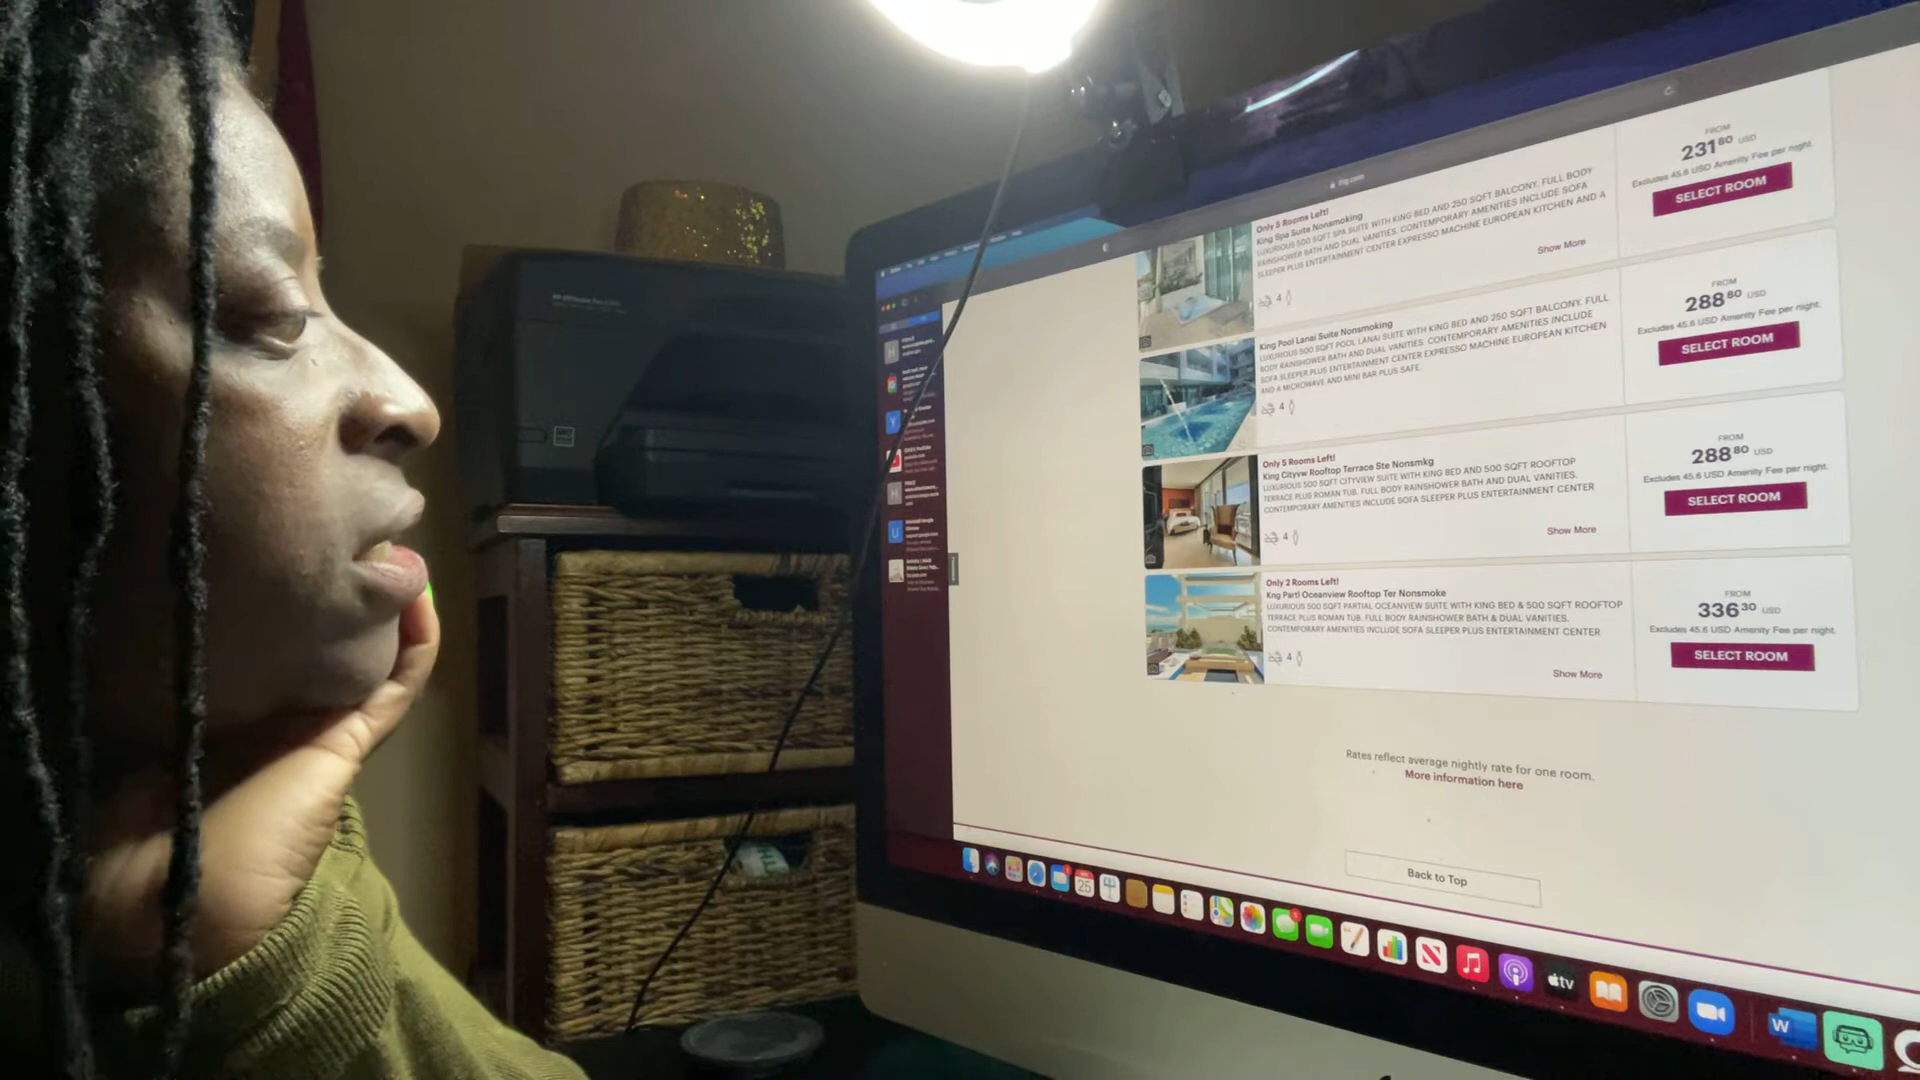 ihg.com
FROM
231.80 USD
Excludes 45.6 USD Amenity Fee per night.
SELECT ROOM
Only 5 Rooms Left!
King Spa Suite Nonsmoking
LUXURIOUS 500 SQFT SPA SUITE WITH KING BED AND 250 SQFT BALCONY. FULL BODY
RAINSHOWER BATH AND DUAL VANITIES. CONTEMPORARY AMENITIES INCLUDE SOFA
SLEEPER PLUS ENTERTAINMENT CENTER EXPRESSO MACHINE EUROPEAN KITCHEN AND A
Show More
4
FROM
288.80 USD
Excludes 45.6 USD Amenity Fee per night.
SELECT ROOM
King Pool Lanai Suite Nonsmoking
LUXURIOUS 500 SQFT POOL LANAI SUITE WITH KING BED AND 250 SQFT BALCONY. FULL
BODY RAINSHOWER BATH AND DUAL VANITIES. CONTEMPORARY AMENITIES INCLUDE
SOFA SLEEPER PLUS ENTERTAINMENT CENTER EXPRESSO MACHINE EUROPEAN KITCHEN
AND A MICROWAVE AND MINI BAR PLUS SAFE.
4
FROM
288.80 USD
Excludes 45.6 USD Amenity Fee per night.
SELECT ROOM
Only 5 Rooms Left!
King Cityvw Rooftop Terrace Ste Nonsmkg
LUXURIOUS 500 SQFT CITYVIEW SUITE WITH KING BED AND 500 SQFT ROOFTOP
TERRACE PLUS ROMAN TUB. FULL BODY RAINSHOWER BATH AND DUAL VANITIES.
CONTEMPORARY AMENITIES INCLUDE SOFA SLEEPER PLUS ENTERTAINMENT CENTER
Show More
4
FROM
336.30 USD
Excludes 45.6 USD Amenity Fee per night.
SELECT ROOM
Only 2 Rooms Left!
Kng Partl Oceanview Rooftop Ter Nonsmoke
LUXURIOUS 500 SQFT PARTIAL OCEANVIEW SUITE WITH KING BED & 500 SQFT ROOFTOP
TERRACE PLUS ROMAN TUB. FULL BODY RAINSHOWER BATH & DUAL VANITIES.
CONTEMPORARY AMENITIES INCLUDE SOFA SLEEPER PLUS ENTERTAINMENT CENTER
Show More
4
Rates reflect average nightly rate for one room.
More information here
Back to Top
25
tv
W